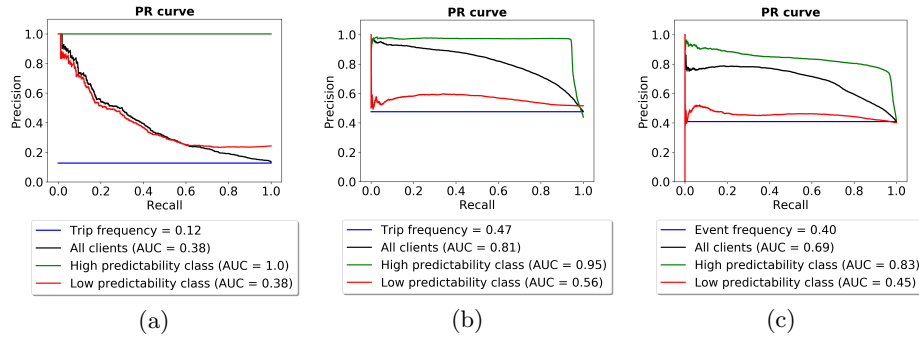 PR curve
Precision
1.0
0.8
0.6
0.4
0.2
0.0
0.0 0.2 0.4 0.6 0.8 1.0
Recall
Trip frequency = 0.12
All clients (AUC = 0.38)
High predictability class (AUC = 1.0)
Low predictability class (AUC = 0.38)
(a)
PR curve
Precision
1.0
0.8
0.6
0.4
0.2
0.0
0.0 0.2 0.4 0.6 0.8 1.0
Recall
Trip frequency = 0.47
All clients (AUC = 0.81)
High predictability class (AUC = 0.95)
Low predictability class (AUC = 0.56)
(b)
PR curve
Precision
1.0
0.8
0.6
0.4
0.2
0.0
0.0 0.2 0.4 0.6 0.8 1.0
Recall
Event frequency = 0.40
All clients (AUC = 0.69)
High predictability class (AUC = 0.83)
Low predictability class (AUC = 0.45)
(c)